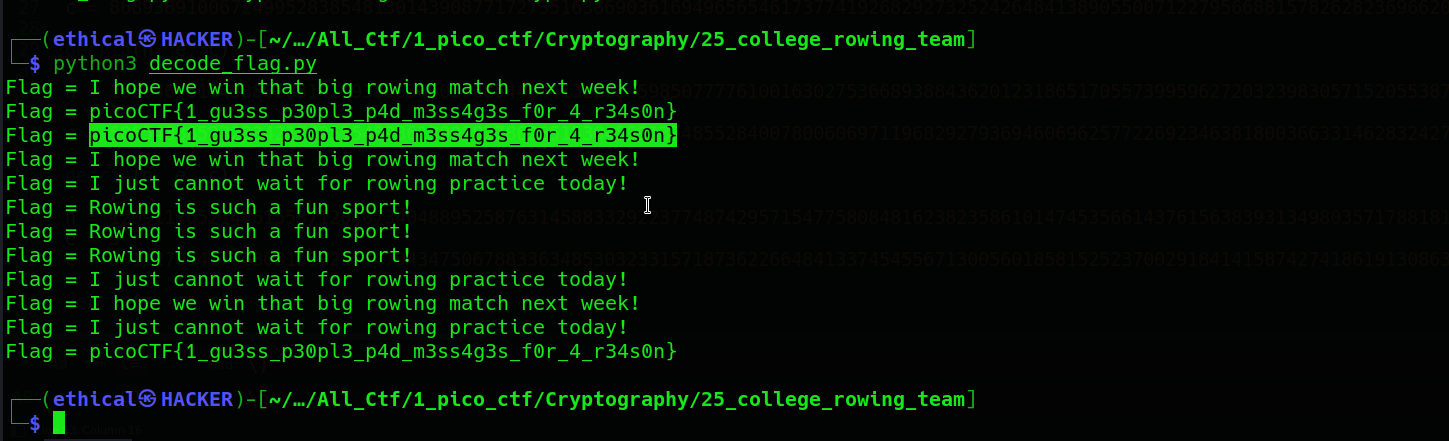 ┌──(ethical㉿HACKER)-[~/…/All_Ctf/1_pico_ctf/Cryptography/25_college_rowing_team]
└─$ python3 decode_flag.py
Flag = I hope we win that big rowing match next week!
Flag = picoCTF{1_gu3ss_p30pl3_p4d_m3ss4g3s_f0r_4_r34s0n}
Flag = picoCTF{1_gu3ss_p30pl3_p4d_m3ss4g3s_f0r_4_r34s0n}
Flag = I hope we win that big rowing match next week!
Flag = I just cannot wait for rowing practice today!
Flag = Rowing is such a fun sport!
Flag = Rowing is such a fun sport!
Flag = Rowing is such a fun sport!
Flag = I just cannot wait for rowing practice today!
Flag = I hope we win that big rowing match next week!
Flag = I just cannot wait for rowing practice today!
Flag = picoCTF{1_gu3ss_p30pl3_p4d_m3ss4g3s_f0r_4_r34s0n}
┌──(ethical㉿HACKER)-[~/…/All_Ctf/1_pico_ctf/Cryptography/25_college_rowing_team]
└─$